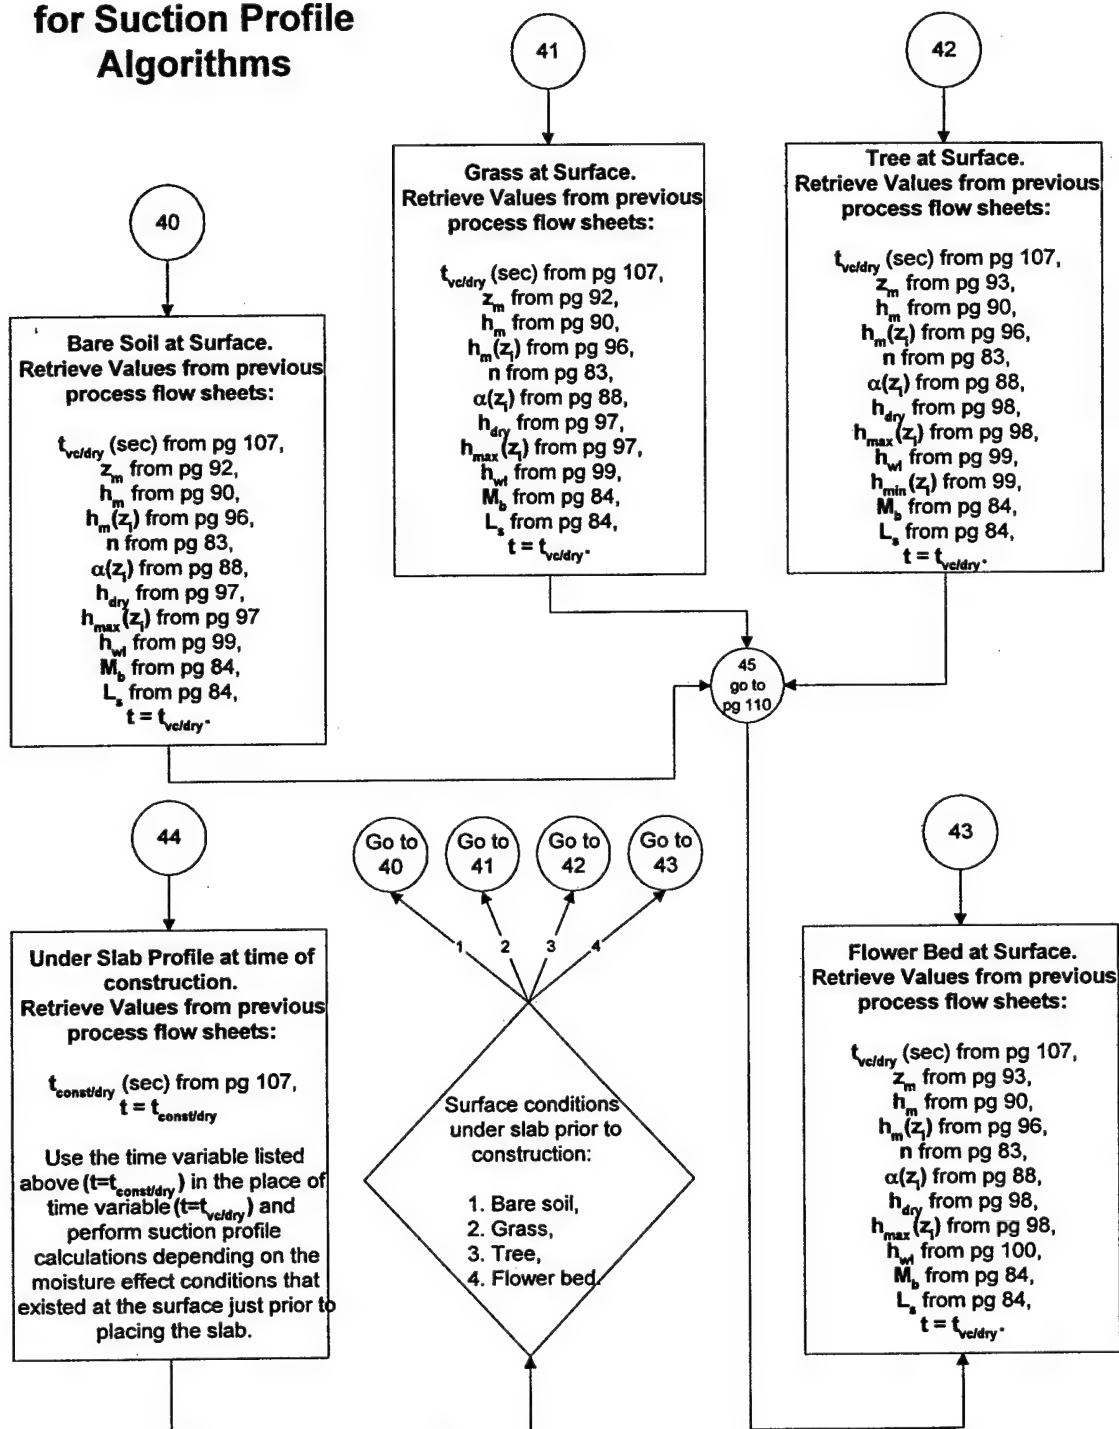 for Suction Profile
Algorithms
41
42
40
Grass at Surface.
Retrieve Values from previous
process flow sheets:
t_vc/dry (sec) from pg 107,
z_m from pg 92,
h_m from pg 90,
h_m(z_i) from pg 96,
n from pg 83,
α(z_i) from pg 88,
h_dry from pg 97,
h_max(z_i) from pg 97,
h_wl from pg 99,
M_b from pg 84,
L_s from pg 84,
t = t_vc/dry.
Tree at Surface.
Retrieve Values from previous
process flow sheets:
t_vc/dry (sec) from pg 107,
z_m from pg 93,
h_m from pg 90,
h_m(z_i) from pg 96,
n from pg 83,
α(z_i) from pg 88,
h_dry from pg 98,
h_max(z_i) from pg 98,
h_wl from pg 99,
h_min(z_i) from 99,
M_b from pg 84,
L_s from pg 84,
t = t_vc/dry.
Bare Soil at Surface.
Retrieve Values from previous
process flow sheets:
t_vc/dry (sec) from pg 107,
z_m from pg 92,
h_m from pg 90,
h_m(z_i) from pg 96,
n from pg 83,
α(z_i) from pg 88,
h_dry from pg 97,
h_max(z_i) from pg 97
h_wl from pg 99,
M_b from pg 84,
L_s from pg 84,
t = t_vc/dry.
45
go to
pg 110
44
Go to
40
Go to
41
Go to
42
Go to
43
43
1
2
3
4
Under Slab Profile at time of
construction.
Retrieve Values from previous
process flow sheets:
t_const/dry (sec) from pg 107,
t = t_const/dry
Use the time variable listed
above (t=t_const/dry) in the place of
time variable (t=t_vc/dry) and
perform suction profile
calculations depending on the
moisture effect conditions that
existed at the surface just prior to
placing the slab.
Surface conditions
under slab prior to
construction:
1. Bare soil,
2. Grass,
3. Tree,
4. Flower bed.
Flower Bed at Surface.
Retrieve Values from previous
process flow sheets:
t_vc/dry (sec) from pg 107,
z_m from pg 93,
h_m from pg 90,
h_m(z_i) from pg 96,
n from pg 83,
α(z_i) from pg 88,
h_dry from pg 98,
h_max(z_i) from pg 98,
h_wl from pg 100,
M_b from pg 84,
L_s from pg 84,
t = t_vc/dry.